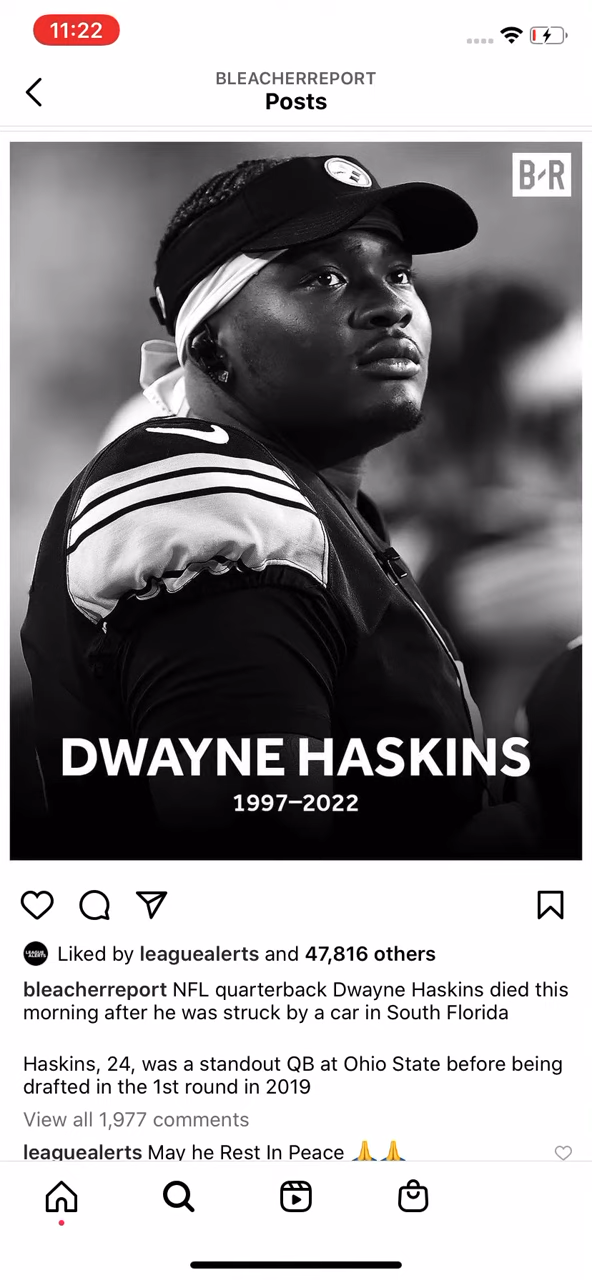 11:22
BLEACHERREPORT
Posts
B/R
DWAYNE HASKINS
1997–2022
Liked by leaguealerts and 47,816 others
bleacherreport NFL quarterback Dwayne Haskins died this
morning after he was struck by a car in South Florida
Haskins, 24, was a standout QB at Ohio State before being
drafted in the 1st round in 2019
View all 1,977 comments
leaguealerts May he Rest In Peace 🙏🙏